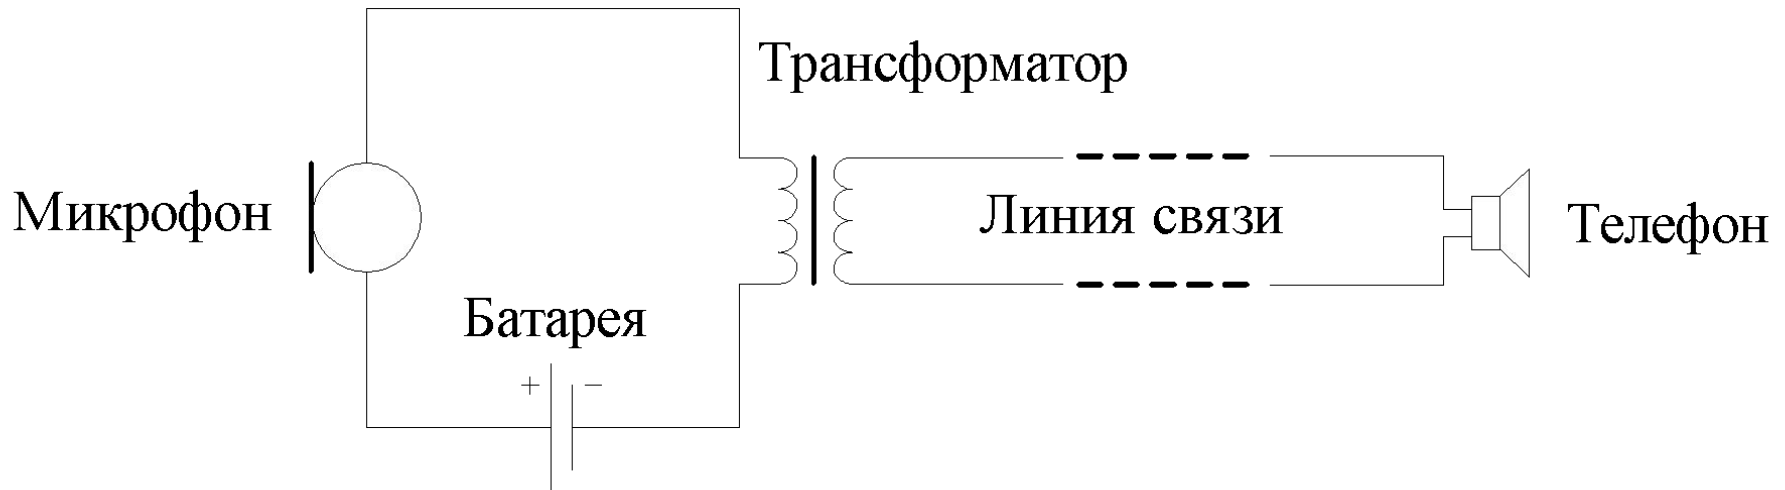 Трансформатор
Микрофон
Линия связи
Телефон
Батарея
+ −